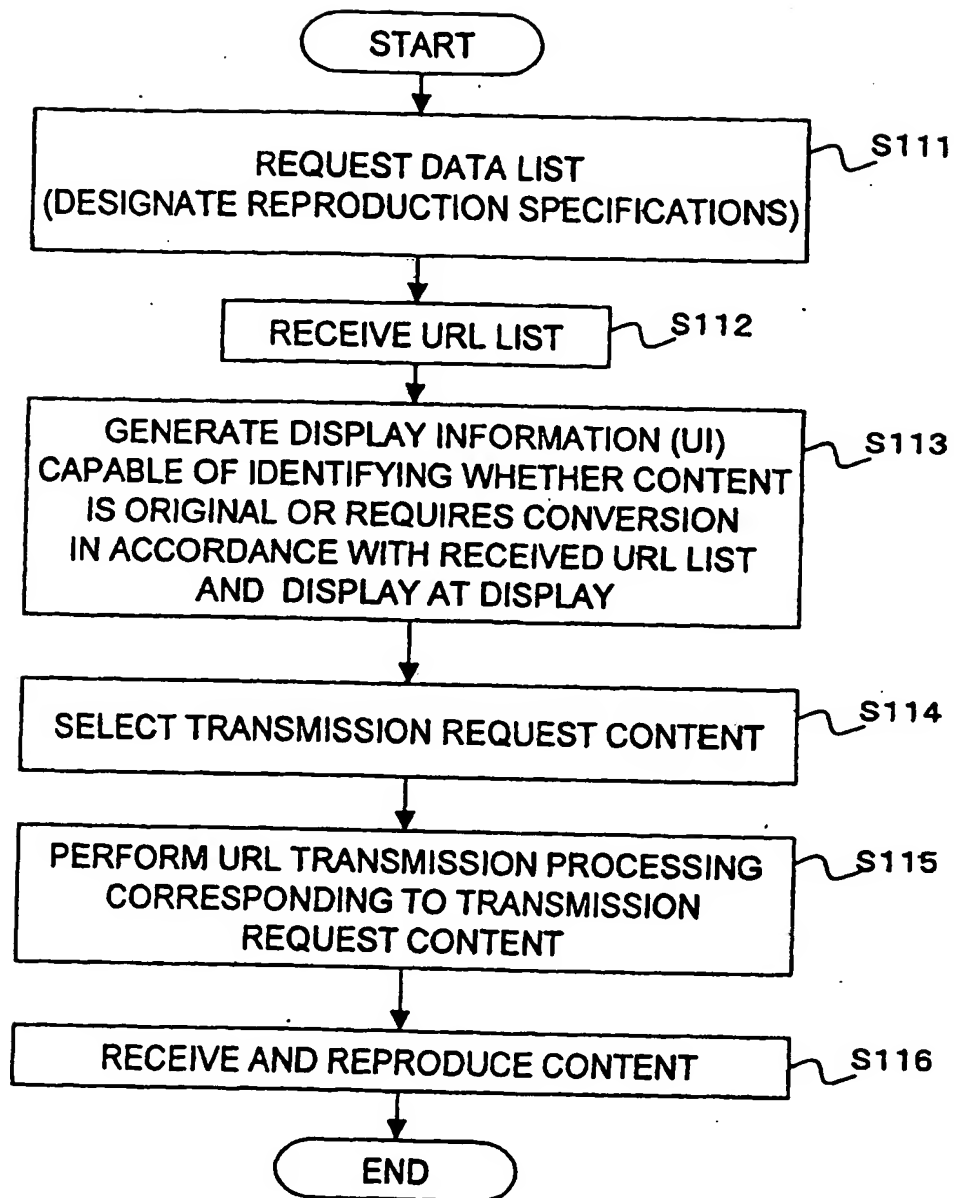 START
REQUEST DATA LIST
(DESIGNATE REPRODUCTION SPECIFICATIONS)
S111
RECEIVE URL LIST
S112
GENERATE DISPLAY INFORMATION (UI)
CAPABLE OF IDENTIFYING WHETHER CONTENT
IS ORIGINAL OR REQUIRES CONVERSION
IN ACCORDANCE WITH RECEIVED URL LIST
AND DISPLAY AT DISPLAY
S113
SELECT TRANSMISSION REQUEST CONTENT
S114
PERFORM URL TRANSMISSION PROCESSING
CORRESPONDING TO TRANSMISSION
REQUEST CONTENT
S115
RECEIVE AND REPRODUCE CONTENT
S116
END